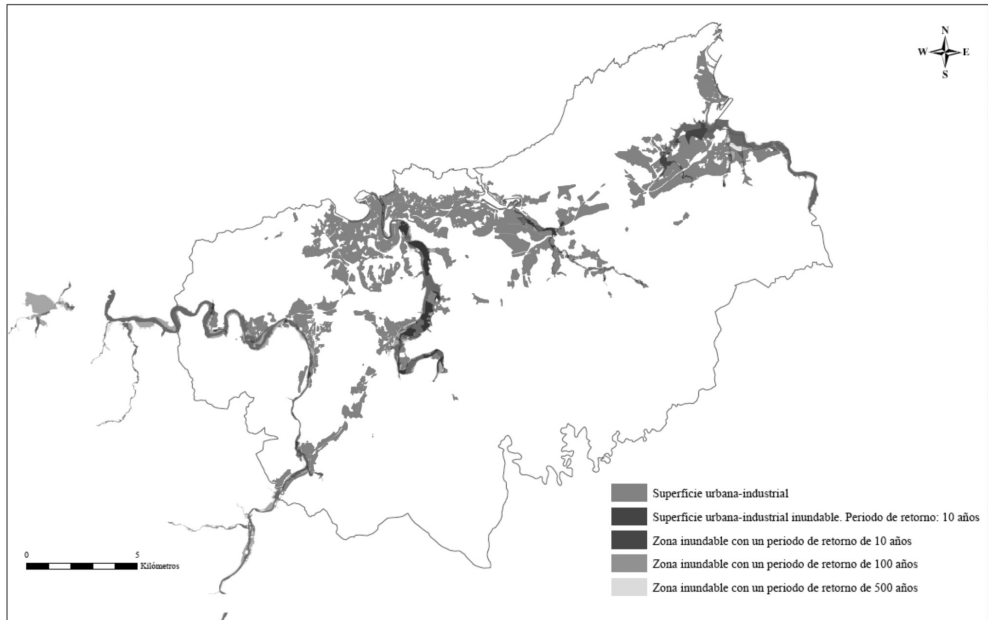 N
W E
S
Superficie urbana-industrial
Superficie urbana-industrial inundable. Periodo de retorno: 10 años
Zona inundable con un periodo de retorno de 10 años
Zona inundable con un periodo de retorno de 100 años
Zona inundable con un periodo de retorno de 500 años
0 5
Kilómetros